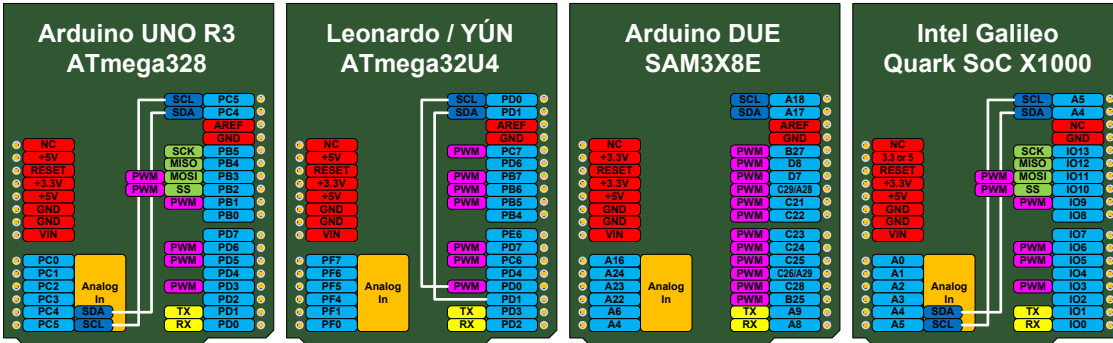 Arduino UNO R3
ATmega328
SCL PC5
SDA PC4
AREF
GND
NC
SCK PB5
+5V
MISO PB4
RESET
PWM MOSI PB3
+3.3V
PWM SS PB2
+5V
PWM PB1
GND
PB0
GND
VIN
PD7
PWM PD6
PC0
PWM PD5
PC1
PD4
PC2
Analog
In
PWM PD3
PC3
PD2
PC4 SDA
TX PD1
PC5 SCL
RX PD0
Leonardo / YÚN
ATmega32U4
SCL PD0
SDA PD1
AREF
GND
NC
PWM PC7
+5V
PD6
RESET
PWM PB7
+3.3V
PWM PB6
+5V
PWM PB5
GND
PB4
GND
VIN
PE6
PWM PD7
PF7
PWM PC6
PF6
PD4
PF5
Analog
In
PWM PD0
PF4
PD1
PF1
TX PD3
PF0
RX PD2
Arduino DUE
SAM3X8E
SCL A18
SDA A17
AREF
GND
NC
PWM B27
+3.3V
PWM D8
RESET
PWM D7
+3.3V
PWM C29/A28
+5V
PWM C21
GND
PWM C22
GND
VIN
PWM C23
PWM C24
A16
PWM C25
A24
PWM C26/A29
A23
Analog
In
PWM C28
A22
PWM B25
A6
TX A9
A4
RX A8
Intel Galileo
Quark SoC X1000
SCL A5
SDA A4
NC
GND
NC
SCK IO13
3.3 or 5
MISO IO12
RESET
PWM MOSI IO11
+3.3V
PWM SS IO10
+5V
PWM IO9
GND
IO8
GND
VIN
IO7
PWM IO6
A0
PWM IO5
A1
IO4
A2
Analog
In
PWM IO3
A3
IO2
A4 SDA
TX IO1
A5 SCL
RX IO0